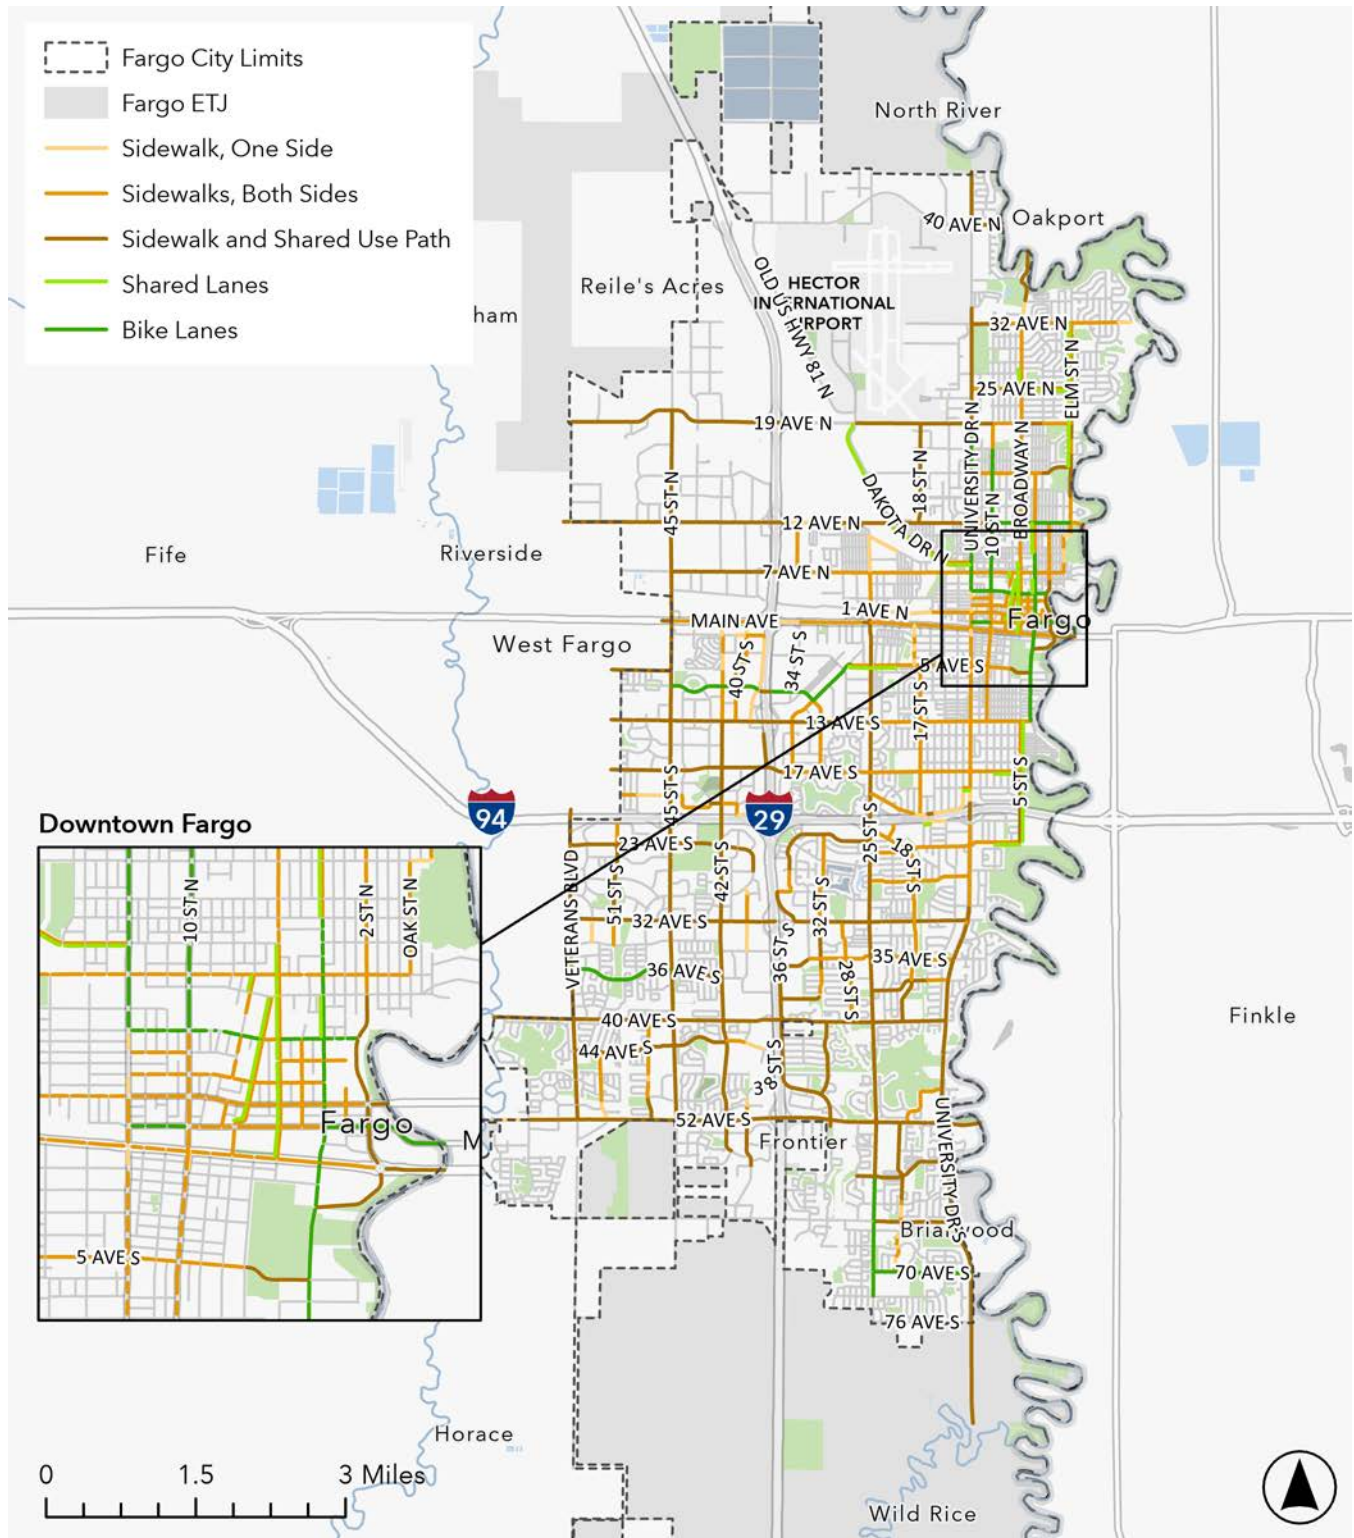 Fargo City Limits
Fargo ETJ
Sidewalk, One Side
Sidewalks, Both Sides
Sidewalk and Shared Use Path
Shared Lanes
Bike Lanes
North River
40 AVE N
Oakport
Reile's Acres
OLD US HWY 81 N
HECTOR
INTERNATIONAL
AIRPORT
ham
32 AVE N
25 AVE N
ELM ST N
19 AVE N
UNIVERSITY DR N
BROADWAY N
18 ST N
10 ST N
45 ST N
DAKOTA DR N
12 AVE N
Fife
Riverside
7 AVE N
1 AVE N
MAIN AVE
Fargo
West Fargo
40 ST S
34 ST S
5 AVE S
17 ST S
13 AVE S
17 AVE S
5 ST S
45 ST S
94
29
25 ST S
23 AVE S
18 ST S
42 ST S
VETERANS BLVD
51 ST S
32 ST S
32 AVE S
36 ST S
35 AVE S
36 AVE S
28 ST S
40 AVE S
Finkle
44 AVE S
38 ST S
52 AVE S
Frontier
UNIVERSITY DR S
Briarwood
70 AVE S
76 AVE S
Downtown Fargo
10 ST N
2 ST N
OAK ST N
Fargo
M
5 AVE S
Horace
0 1.5 3 Miles
Wild Rice